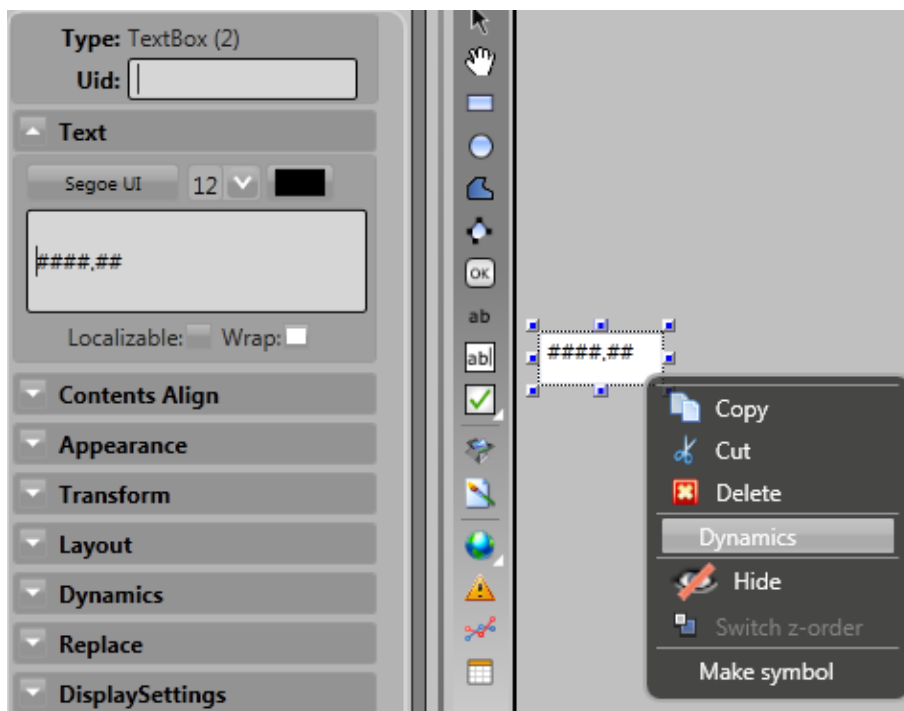 Type: TextBox (2)
Uid:
Text
Segoe UI 12
####,##
Localizable: Wrap:
Contents Align
Appearance
Transform
Layout
Dynamics
Replace
DisplaySettings
OK
ab
ab
####,##
Copy
Cut
Delete
Dynamics
Hide
Switch z-order
Make symbol